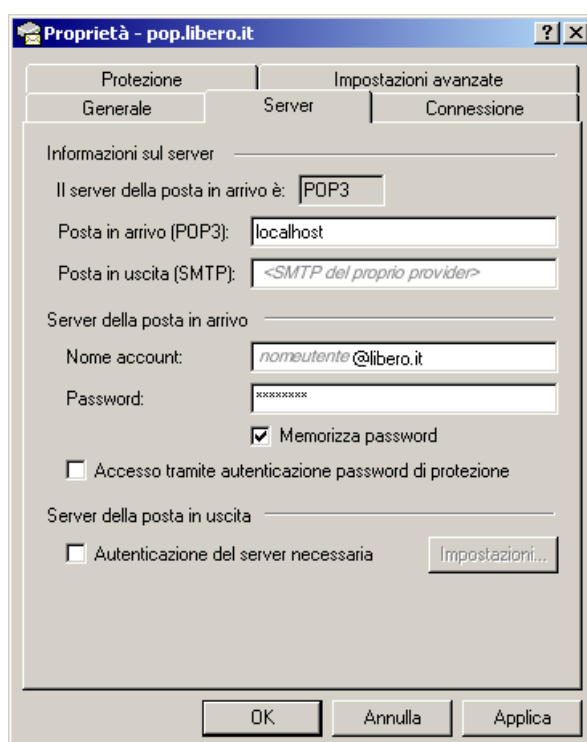 Proprietà - pop.libero.it
Protezione Impostazioni avanzate
Generale Server Connessione
Informazioni sul server
Il server della posta in arrivo è: POP3
Posta in arrivo (POP3): localhost
Posta in uscita (SMTP): <SMTP del proprio provider>
Server della posta in arrivo
Nome account: nomeutente @libero.it
Password: ********
Memorizza password
Accesso tramite autenticazione password di protezione
Server della posta in uscita
Autenticazione del server necessaria Impostazioni...
OK Annulla Applica